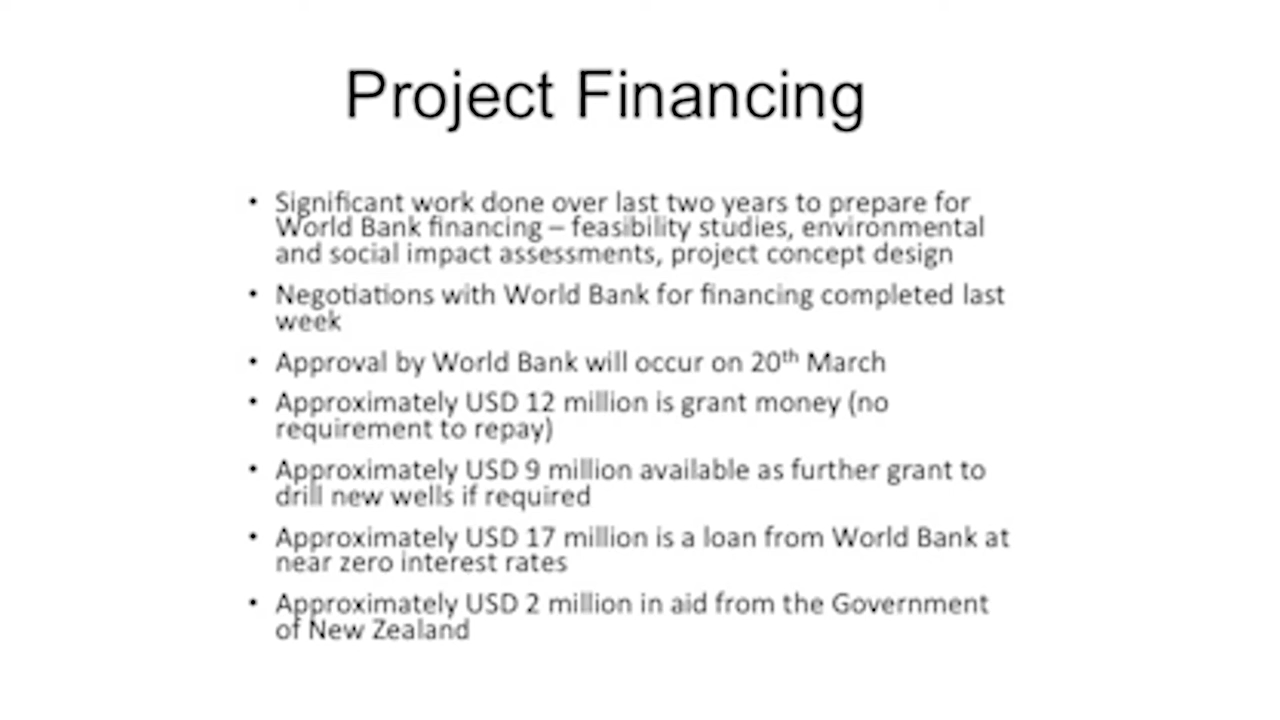 Project Financing
• Significant work done over last two years to prepare for
World Bank financing – feasibility studies, environmental
and social impact assessments, project concept design
• Negotiations with World Bank for financing completed last
week
• Approval by World Bank will occur on 20th March
• Approximately USD 12 million is grant money (no
requirement to repay)
• Approximately USD 9 million available as further grant to
drill new wells if required
• Approximately USD 17 million is a loan from World Bank at
near zero interest rates
• Approximately USD 2 million in aid from the Government
of New Zealand